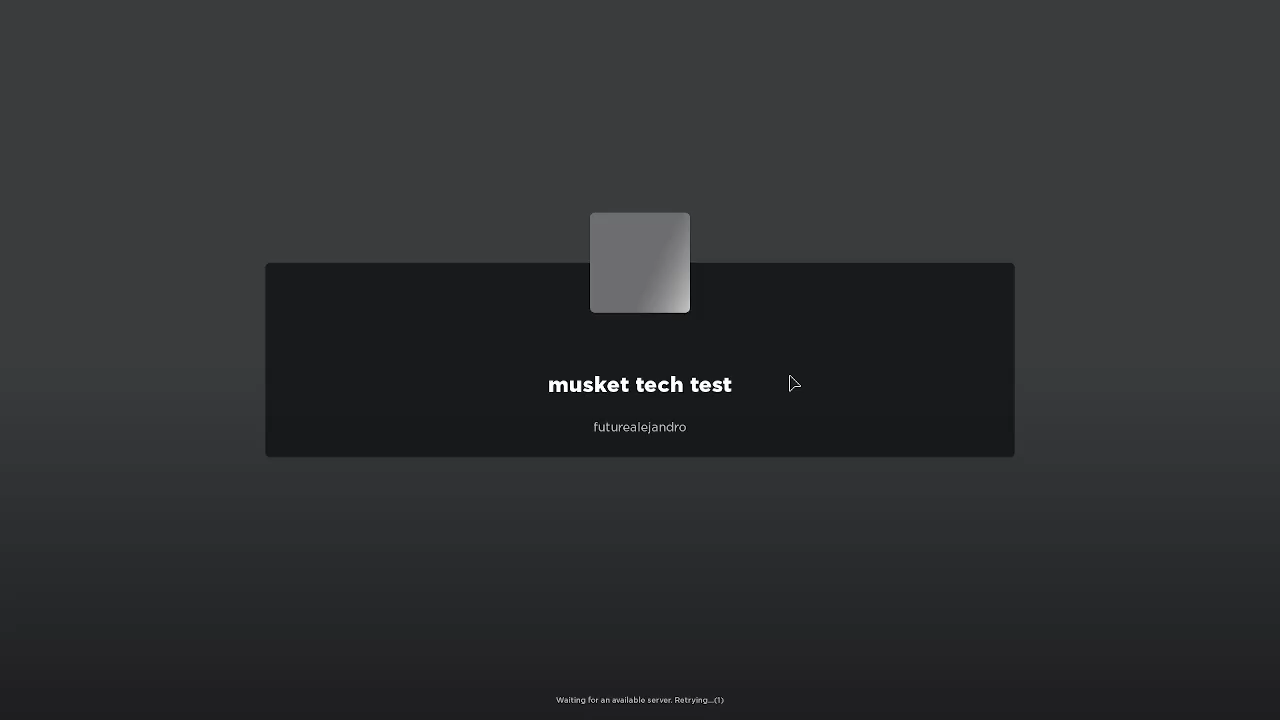 musket tech test
futurealejandro
Waiting for an available server. Retrying...(1)